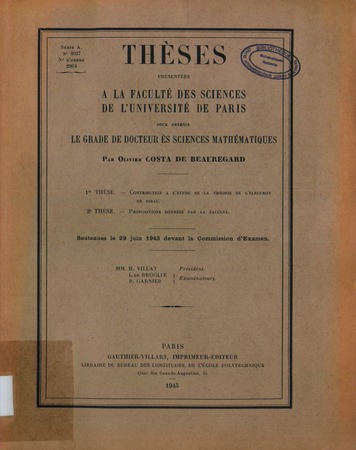 Série A.
N° d'ordre
THÈSES
PRÉSENTÉES
A LA FACULTÉ DES SCIENCES
DE L'UNIVERSITÉ DE PARIS
POUR OBTENIR
LE GRADE DE DOCTEUR ÈS SCIENCES MATHÉMATIQUES
Par Olivier COSTA DE BEAUREGARD
1re THÈSE. — Contribution a l'étude de la théorie de l'électron
de Dirac.
2e THÈSE. — Propositions données par la faculté.
Soutenues le 29 juin 1943 devant la Commission d'Examen.
MM. H. VILLAT Président.
L. de BROGLIE
R. GARNIER
Examinateurs.
PARIS
GAUTHIER-VILLARS, IMPRIMEUR-ÉDITEUR
LIBRAIRE DU BUREAU DES LONGITUDES, DE L'ÉCOLE POLYTECHNIQUE
Quai des Grands-Augustins, 55
1943